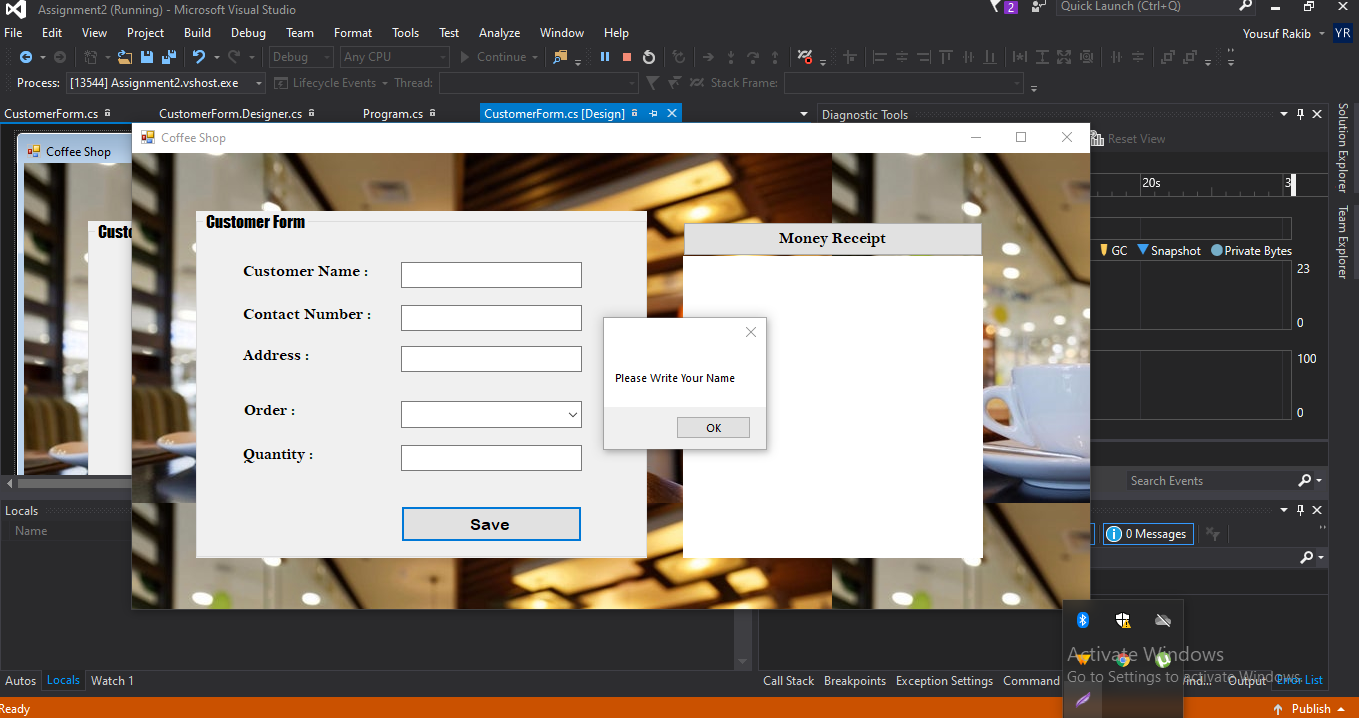 Assignment2 (Running) - Microsoft Visual Studio
2
Quick Launch (Ctrl+Q)
File Edit View Project Build Debug Team Format Tools Test Analyze Window Help
Yousuf Rakib YR
Debug Any CPU Continue
Process: [13544] Assignment2.vshost.exe Lifecycle Events Thread: Stack Frame:
CustomerForm.cs CustomerForm.Designer.cs Program.cs CustomerForm.cs [Design] Diagnostic Tools
Solution Explorer
Team Explorer
Coffee Shop
Coffee Shop
Reset View
20s 3
Custo
Customer Form
Money Receipt
GC Snapshot Private Bytes
Customer Name :
23
Contact Number :
0
Address :
100
Please Write Your Name
Order :
0
OK
Quantity :
Search Events
Locals
Name
Save
0 Messages
Activate Windows
Go to Settings to activate Windows.
Autos Locals Watch 1
Call Stack Breakpoints Exception Settings Command ind... Output Error List
Ready
Publish